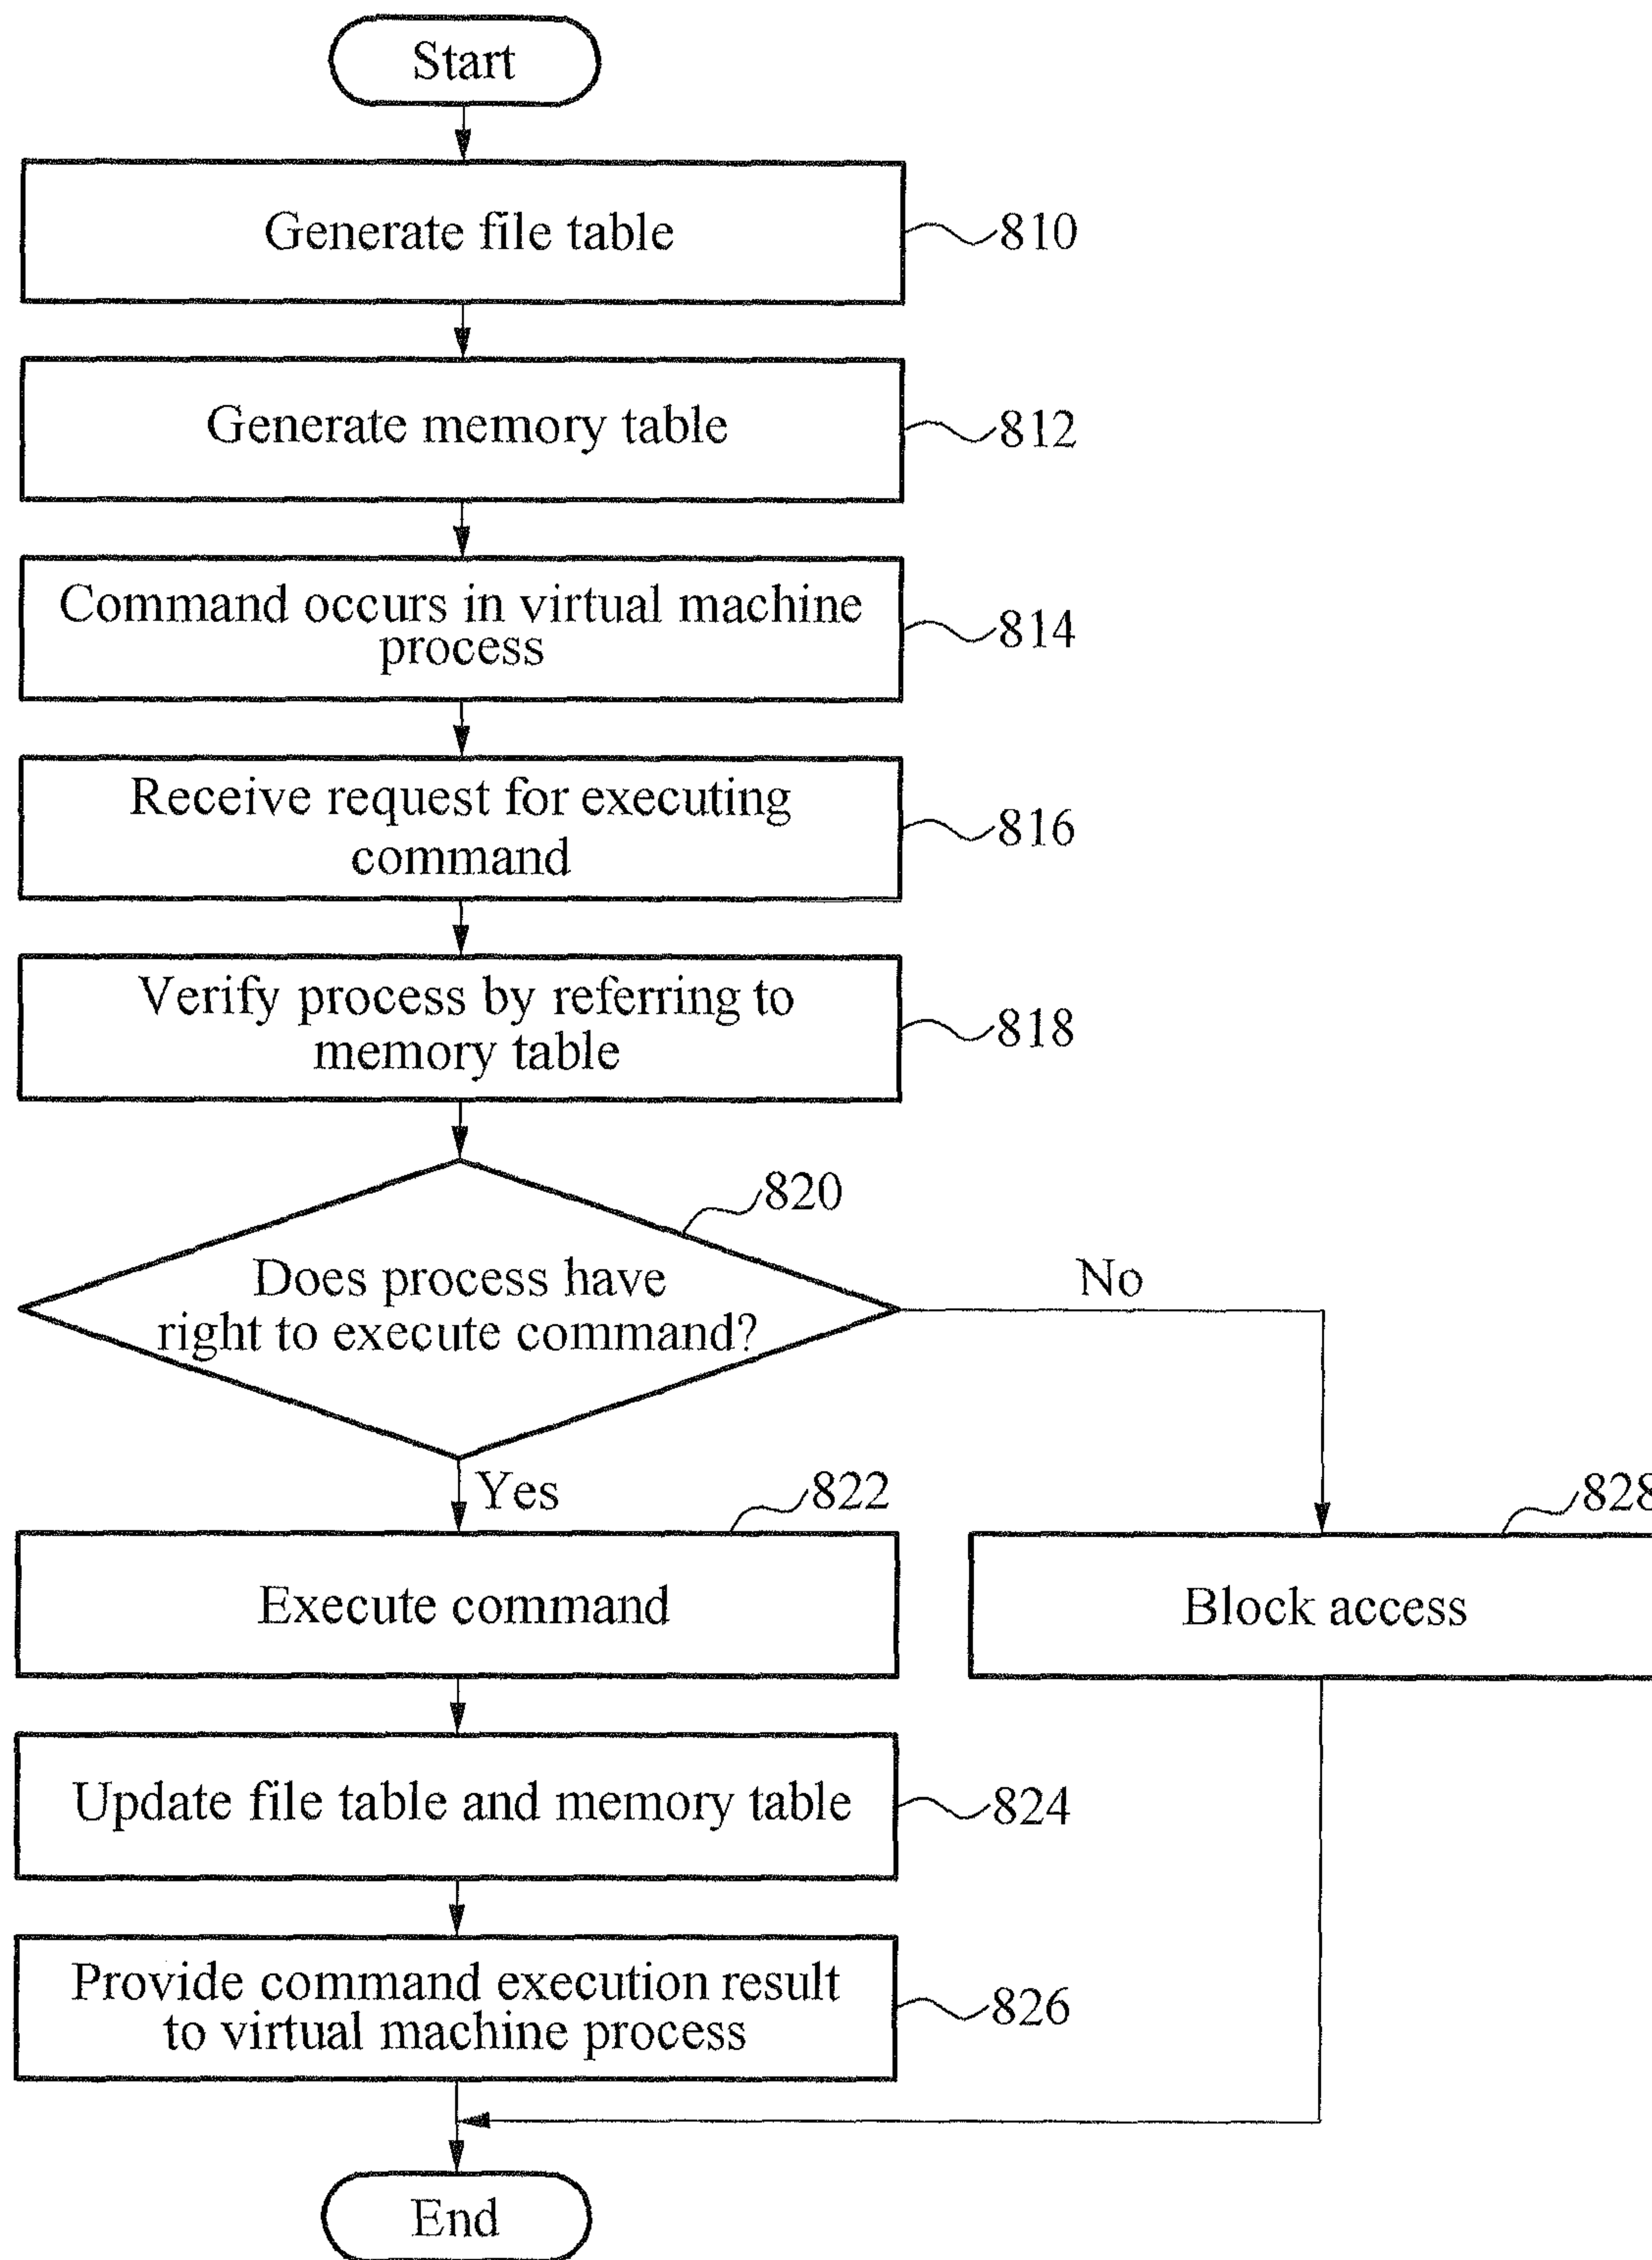 Start
Generate file table
810
Generate memory table
812
Command occurs in virtual machine
process
814
Receive request for executing
command
816
Verify process by referring to
memory table
818
820
Does process have
right to execute command?
No
Yes
822
828
Execute command
Block access
Update file table and memory table
824
Provide command execution result
to virtual machine process
826
End